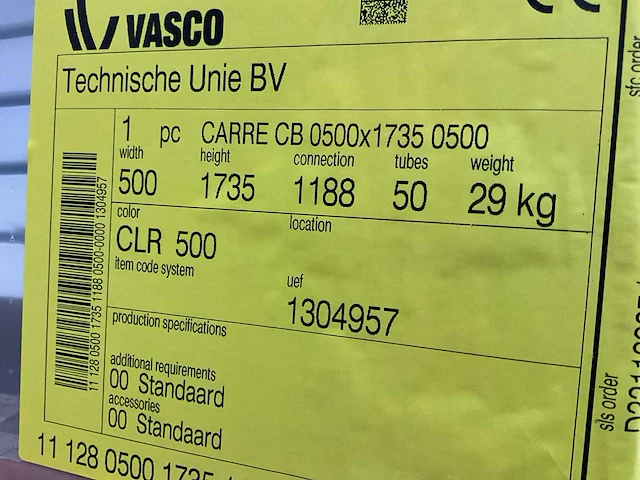 VASCO
CE
Technische Unie BV
1 pc CARRE CB 0500x1735 0500
width height connection tubes weight
500 1735 1188 50 29 kg
color location
CLR 500
item code system uef
1304957
production specifications
additional requirements
00 Standaard
accessories
00 Standaard
11 128 0500 1735 1188 0500-0000 1304957
11 128 0500 1735
sfc order
sls order